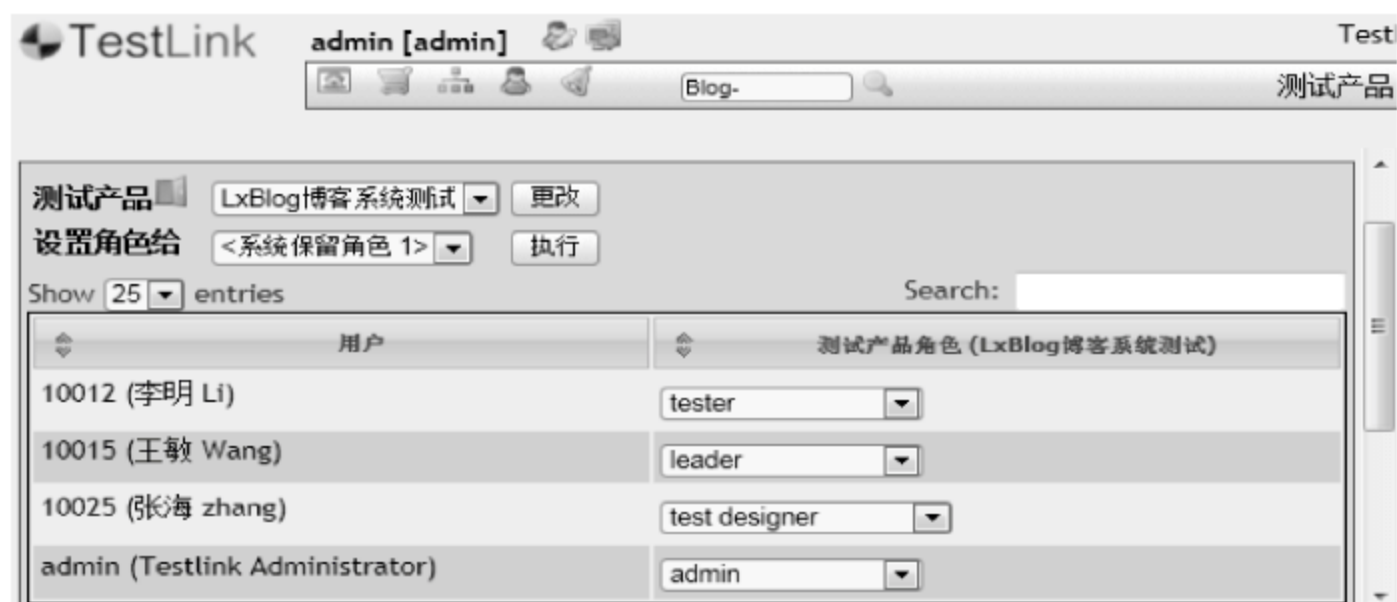 TestLink admin [admin] Test
Blog- 测试产品
测试产品 LxBlog博客系统测试 更改
设置角色给 <系统保留角色 1> 执行
Show 25 entries Search:
用户 测试产品角色 (LxBlog博客系统测试)
10012 (李明 Li) tester
10015 (王敏 Wang) leader
10025 (张海 zhang) test designer
admin (Testlink Administrator) admin